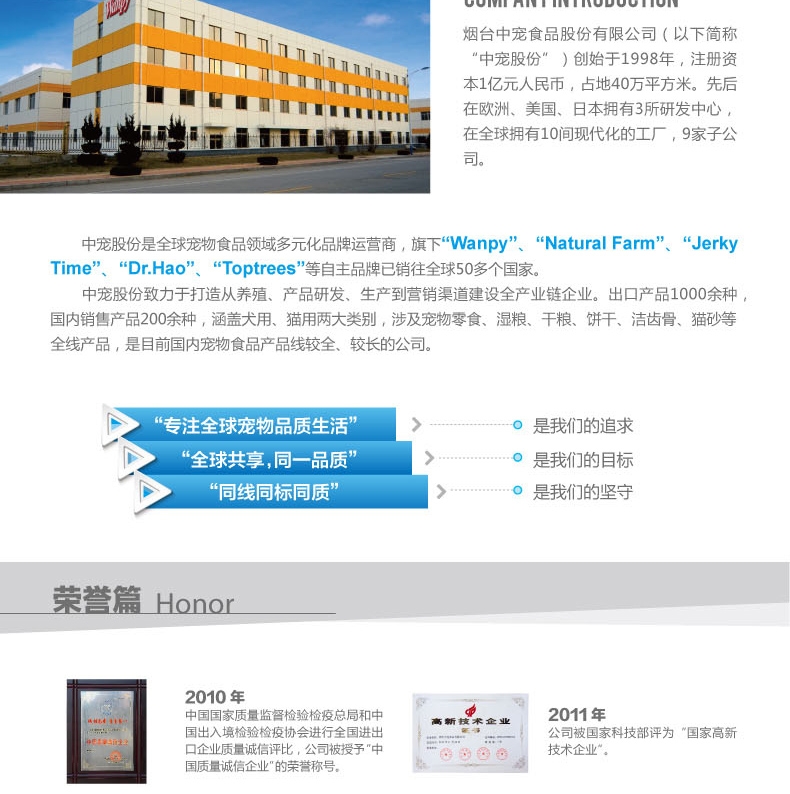 Wanpy
COMPANY INTRODUCTION
烟台中宠食品股份有限公司（以下简称
“中宠股份”）创始于1998年，注册资
本1亿元人民币，占地40万平方米。先后
在欧洲、美国、日本拥有3所研发中心，
在全球拥有10间现代化的工厂，9家子公
司。
中宠股份是全球宠物食品领域多元化品牌运营商，旗下“Wanpy”、“Natural Farm”、“Jerky
Time”、“Dr.Hao”、“Toptrees”等自主品牌已销往全球50多个国家。
中宠股份致力于打造从养殖、产品研发、生产到营销渠道建设全产业链企业。出口产品1000余种，
国内销售产品200余种，涵盖犬用、猫用两大类别，涉及宠物零食、湿粮、干粮、饼干、洁齿骨、猫砂等
全线产品，是目前国内宠物食品产品线较全、较长的公司。
“专注全球宠物品质生活” 是我们的追求
“全球共享,同一品质” 是我们的目标
“同线同标同质” 是我们的坚守
荣誉篇 Honor
2010 年
中国国家质量监督检验检疫总局和中
国出入境检验检疫协会进行全国进出
口企业质量诚信评比，公司被授予“中
国质量诚信企业”的荣誉称号。
高新技术企业
证书
2011年
公司被国家科技部评为“国家高新
技术企业”。